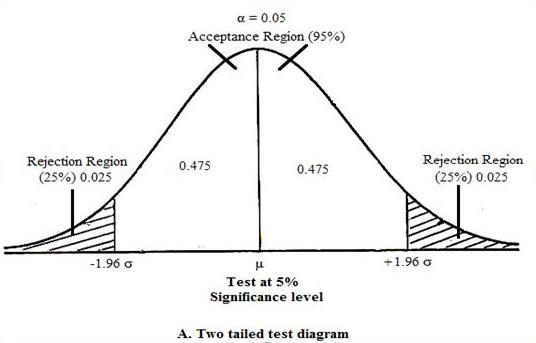 α = 0.05
Acceptance Region (95%)
Rejection Region
(25%) 0.025
0.475
0.475
Rejection Region
(25%) 0.025
-1.96 σ
μ
+1.96 σ
Test at 5%
Significance level
A. Two tailed test diagram